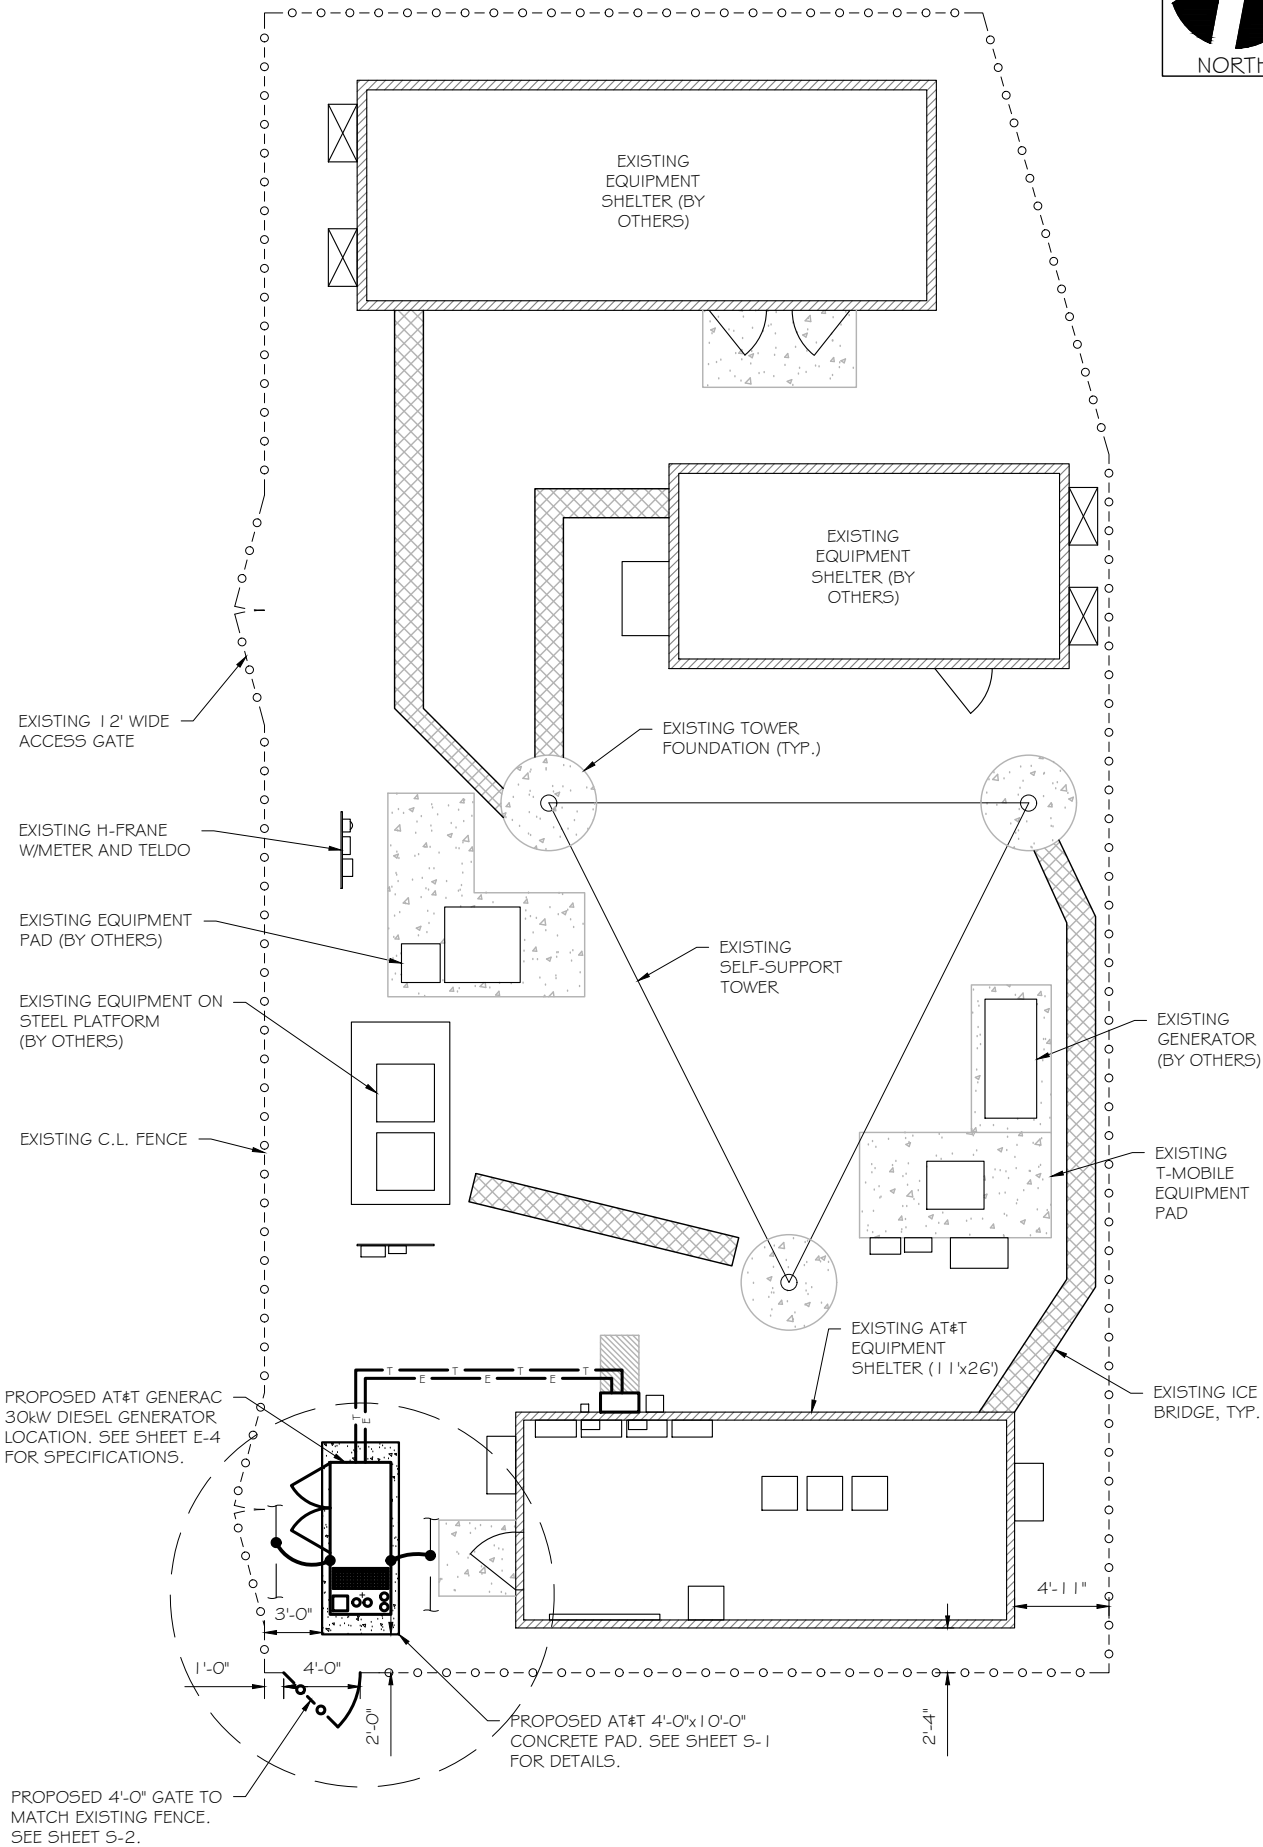 NORTH
EXISTING
EQUIPMENT
SHELTER (BY
OTHERS)
EXISTING
EQUIPMENT
SHELTER (BY
OTHERS)
EXISTING 12' WIDE
ACCESS GATE
EXISTING TOWER
FOUNDATION (TYP.)
EXISTING H-FRANE
W/METER AND TELDO
EXISTING EQUIPMENT
PAD (BY OTHERS)
EXISTING
SELF-SUPPORT
TOWER
EXISTING EQUIPMENT ON
STEEL PLATFORM
(BY OTHERS)
EXISTING
GENERATOR
(BY OTHERS)
EXISTING C.L. FENCE
EXISTING
T-MOBILE
EQUIPMENT
PAD
EXISTING AT&T
EQUIPMENT
SHELTER (11'x26')
T T T T
E E E
T
E
PROPOSED AT&T GENERAC
30kW DIESEL GENERATOR
LOCATION. SEE SHEET E-4
FOR SPECIFICATIONS.
EXISTING ICE
BRIDGE, TYP.
4'-11"
3'-0"
1'-0"
4'-0"
2'-0"
2'-4"
PROPOSED AT&T 4'-0"x10'-0"
CONCRETE PAD. SEE SHEET S-1
FOR DETAILS.
PROPOSED 4'-0" GATE TO
MATCH EXISTING FENCE.
SEE SHEET S-2.